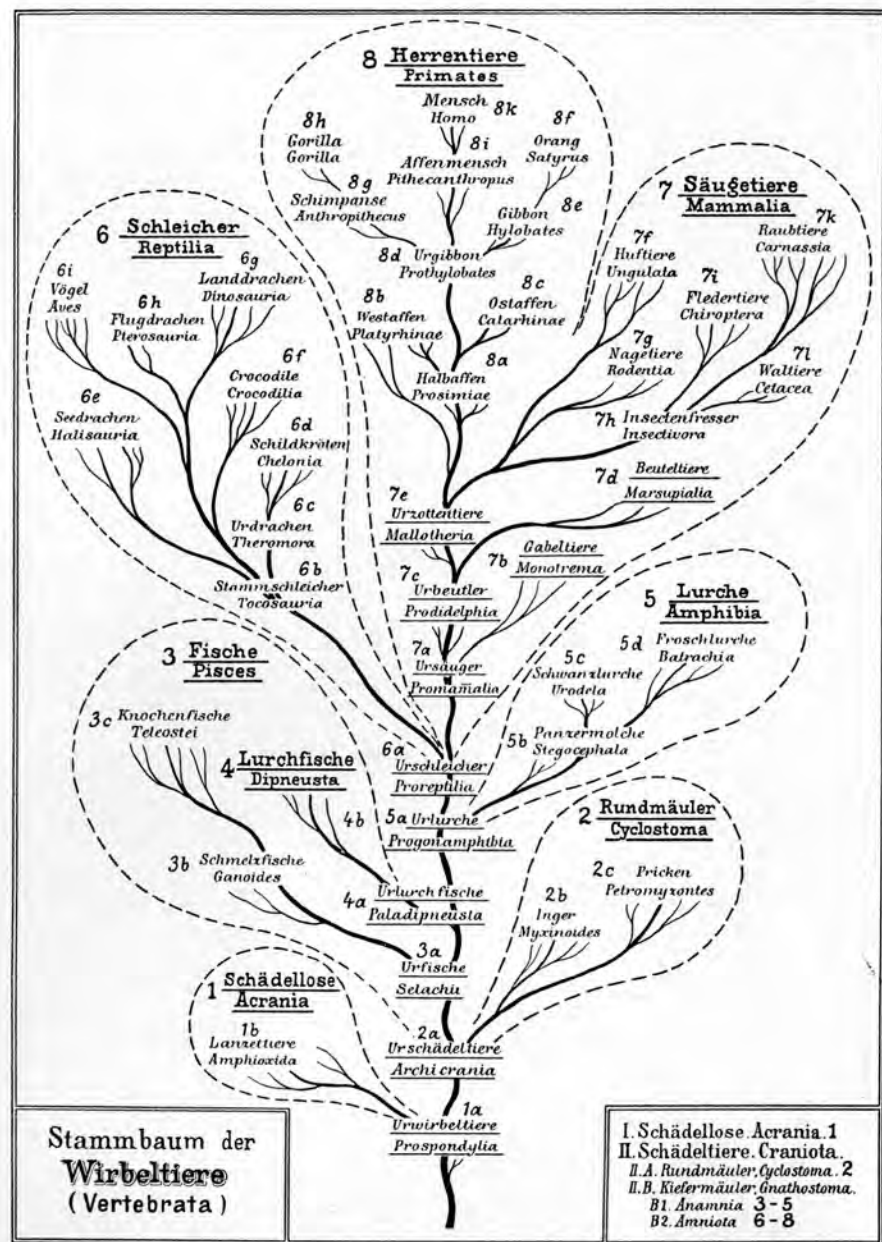 8 Herrentiere
Primates
Mensch
Homo 8k
8h
Gorilla
Gorilla
8i
Affenmensch
Pithecanthropus
8f
Orang
Satyrus
8g
Schimpanse
Anthropithecus
8e
Gibbon
Hylobates
8d
Urgibbon
Prothylobates
8b
Westaffen
Platyrhinae
8c
Ostaffen
Catarhinae
8a
Halbaffen
Prosimiae
7 Säugetiere
Mammalia
7k
Raubtiere
Carnassia
7f
Huftiere
Ungulata
7i
Fledertiere
Chiroptera
7g
Nagetiere
Rodentia
7l
Waltiere
Cetacea
7h Insectenfresser
Insectivora
7d Beuteltiere
Marsupialia
7e
Urzottentiere
Mallotheria
7b Gabeltiere
Monotrema
7c Urbeutler
Prodidelphia
7a
Ursäuger
Promam̄alia
6 Schleicher
Reptilia
6i
Vögel
Aves
6h
Flugdrachen
Pterosauria
6g
Landdrachen
Dinosauria
6f
Crocodile
Crocodilia
6e
Seedrachen
Halisauria
6d
Schildkröten
Chelonia
6c
Urdrachen
Theromora
6b
Stammschleicher
Tocosauria
6a
Urschleicher
Proreptilia
5 Lurche
Amphibia
5d
Froschlurche
Batrachia
5c
Schwanzlurche
Urodela
5b Panzermolche
Stegocephala
5a Urlurche
Progonamphibia
3 Fische
Pisces
3c Knochenfische
Teleostei
4 Lurchfische
Dipneusta
4b
3b Schmelzfische
Ganoides
4a Urlurchfische
Paladipneusta
3a
Urfische
Selachii
2 Rundmäuler
Cyclostoma
2c Pricken
Petromyzontes
2b
Inger
Myxinoides
2a
Urschädeltiere
Archicrania
1 Schädellose
Acrania
1b
Lanzettiere
Amphioxida
1a
Urwirbeltiere
Prospondylia
Stammbaum der
Wirbeltiere
(Vertebrata)
I. Schädellose. Acrania. 1
II. Schädeltiere. Craniota.
II.A. Rundmäuler. Cyclostoma. 2
II.B. Kiefermäuler. Gnathostoma.
B1. Anamnia 3-5
B2. Amniota 6-8